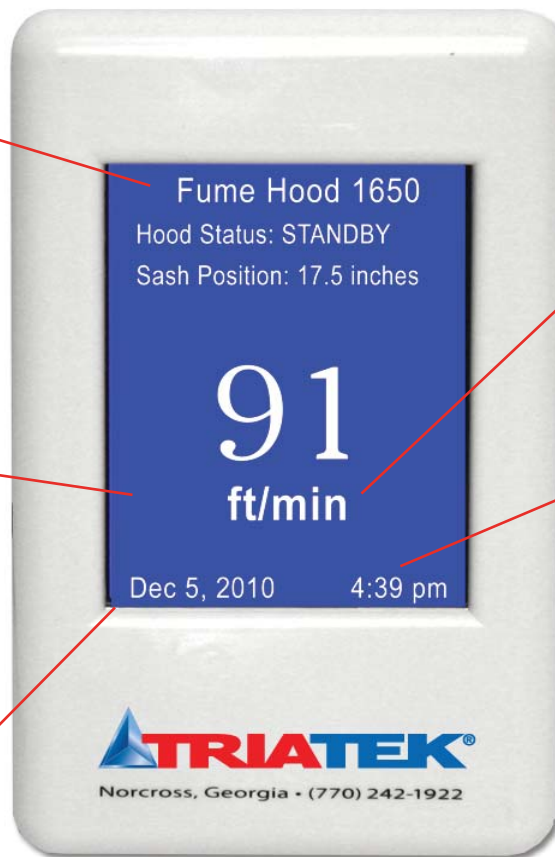 Fume Hood 1650
Hood Status: STANDBY
Sash Position: 17.5 inches
91
ft/min
Dec 5, 2010 4:39 pm
TRIATEK®
Norcross, Georgia • (770) 242-1922